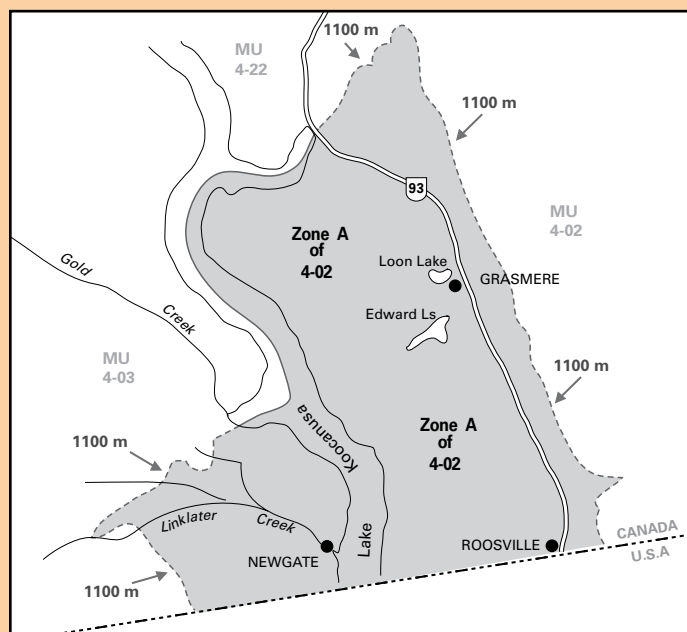 1100 m
MU
4-22
1100 m
93
MU
4-02
Zone A
of
4-02
Loon Lake
GRASMERE
Gold
Creek
Edward Ls
MU
4-03
1100 m
Koocanusa
Lake
Zone A
of
4-02
1100 m
Linklater
Creek
NEWGATE
ROOSVILLE
CANADA
U.S.A
1100 m